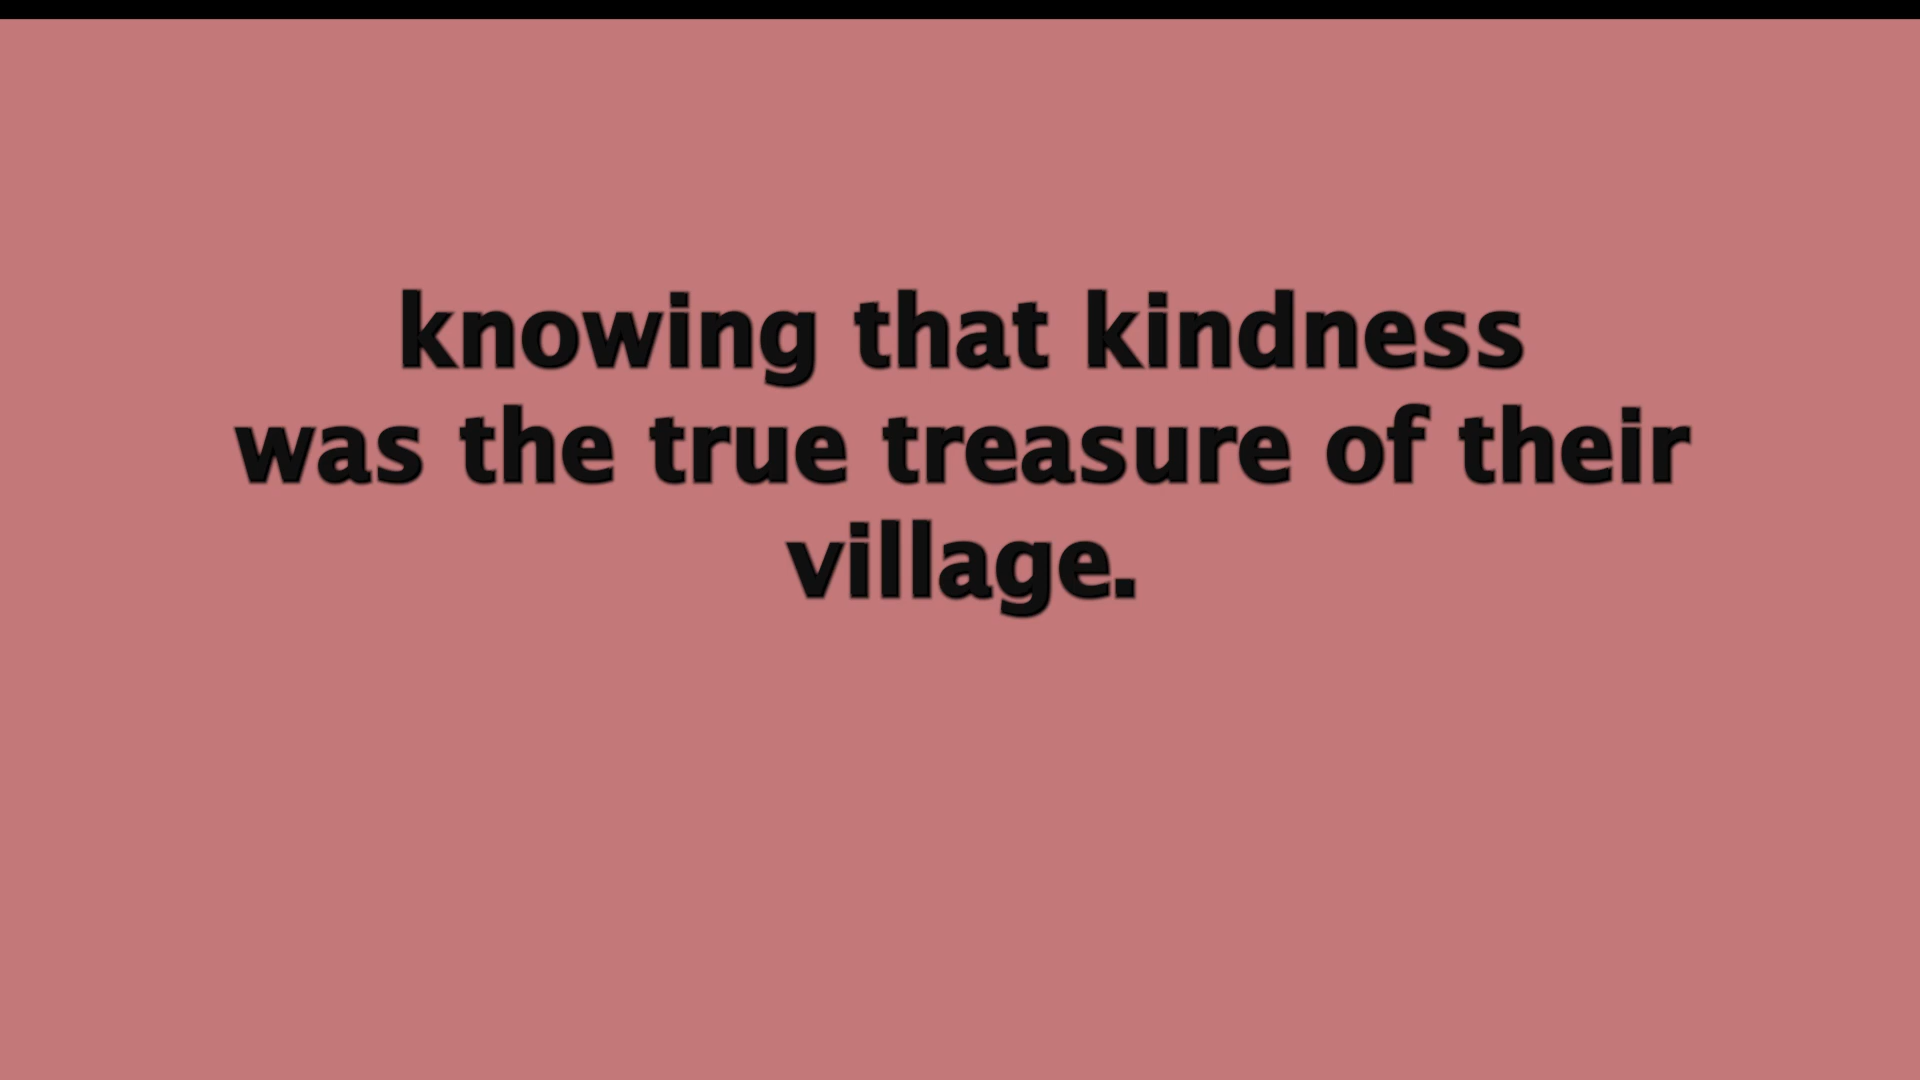 knowing that kindness
was the true treasure of their
village.